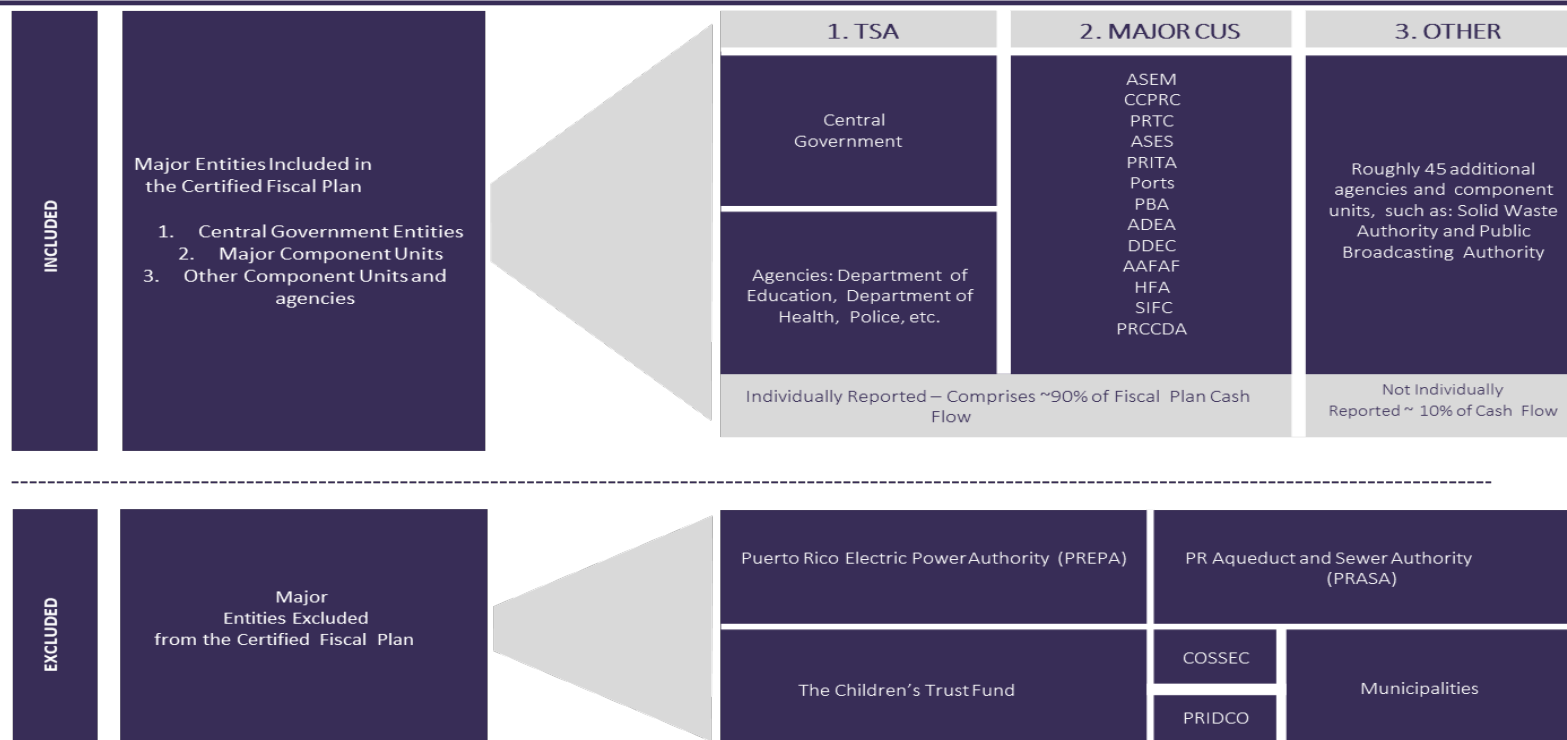 INCLUDED
Major Entities Included in
the Certified Fiscal Plan
1. Central Government Entities
2. Major Component Units
3. Other Component Units and
agencies
1. TSA
Central
Government
Agencies: Department of
Education, Department of
Health, Police, etc.
2. MAJOR CUS
ASEM
CCPRC
PRTC
ASES
PRITA
Ports
PBA
ADEA
DDEC
AAFAF
HFA
SIFC
PRCCDA
3. OTHER
Roughly 45 additional
agencies and component
units, such as: Solid Waste
Authority and Public
Broadcasting Authority
Individually Reported – Comprises ~90% of Fiscal Plan Cash
Flow
Not Individually
Reported ~ 10% of Cash Flow
EXCLUDED
Major
Entities Excluded
from the Certified Fiscal Plan
Puerto Rico Electric Power Authority (PREPA)
PR Aqueduct and Sewer Authority
(PRASA)
The Children’s Trust Fund
COSSEC
PRIDCO
Municipalities